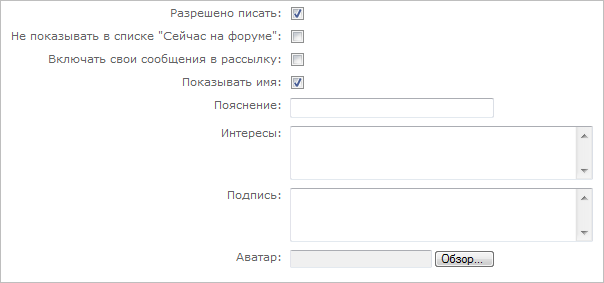 Разрешено писать:
Не показывать в списке "Сейчас на форуме":
Включать свои сообщения в рассылку:
Показывать имя:
Пояснение:
Интересы:
Подпись:
Аватар: Обзор...